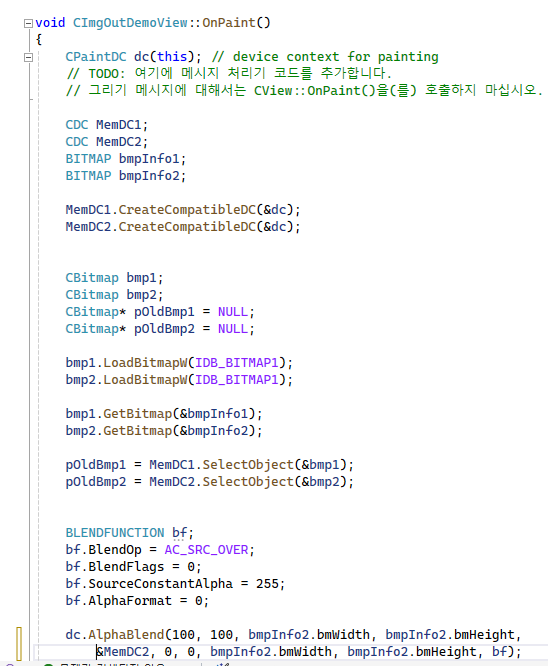 void CImgOutDemoView::OnPaint()
{
CPaintDC dc(this); // device context for painting
// TODO: 여기에 메시지 처리기 코드를 추가합니다.
// 그리기 메시지에 대해서는 CView::OnPaint()을(를) 호출하지 마십시오.
CDC MemDC1;
CDC MemDC2;
BITMAP bmpInfo1;
BITMAP bmpInfo2;
MemDC1.CreateCompatibleDC(&dc);
MemDC2.CreateCompatibleDC(&dc);
CBitmap bmp1;
CBitmap bmp2;
CBitmap* pOldBmp1 = NULL;
CBitmap* pOldBmp2 = NULL;
bmp1.LoadBitmapW(IDB_BITMAP1);
bmp2.LoadBitmapW(IDB_BITMAP1);
bmp1.GetBitmap(&bmpInfo1);
bmp2.GetBitmap(&bmpInfo2);
pOldBmp1 = MemDC1.SelectObject(&bmp1);
pOldBmp2 = MemDC2.SelectObject(&bmp2);
BLENDFUNCTION bf;
bf.BlendOp = AC_SRC_OVER;
bf.BlendFlags = 0;
bf.SourceConstantAlpha = 255;
bf.AlphaFormat = 0;
dc.AlphaBlend(100, 100, bmpInfo2.bmWidth, bmpInfo2.bmHeight,
&MemDC2, 0, 0, bmpInfo2.bmWidth, bmpInfo2.bmHeight, bf);